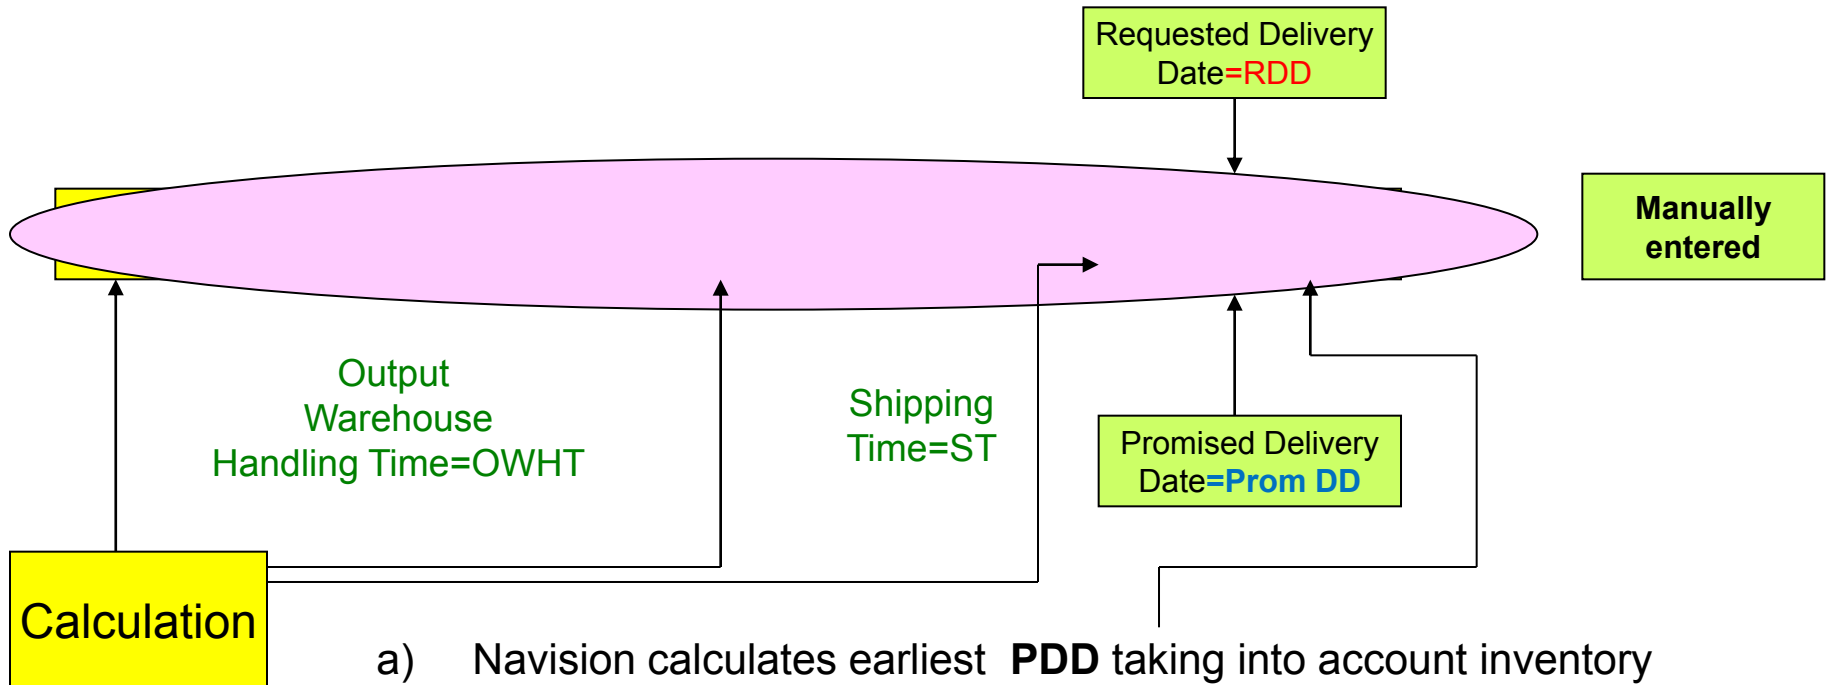 Requested Delivery
Date=RDD
Manually
entered
Output
Warehouse
Handling Time=OWHT
Shipping
Time=ST
Promised Delivery
Date=Prom DD
Calculation
a) Navision calculates earliest PDD taking into account inventory